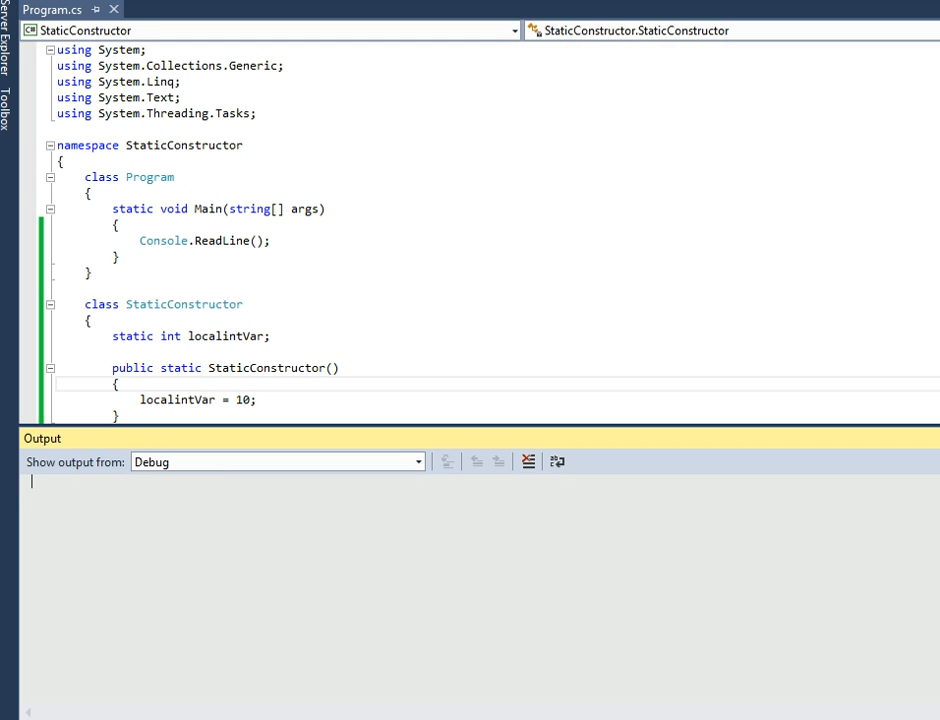 Program.cs
StaticConstructor
StaticConstructor.StaticConstructor
Server Explorer
Toolbox
using System;
using System.Collections.Generic;
using System.Linq;
using System.Text;
using System.Threading.Tasks;
namespace StaticConstructor
{
class Program
{
static void Main(string[] args)
{
Console.ReadLine();
}
}
class StaticConstructor
{
static int localintVar;
public static StaticConstructor()
{
localintVar = 10;
}
Output
Show output from: Debug